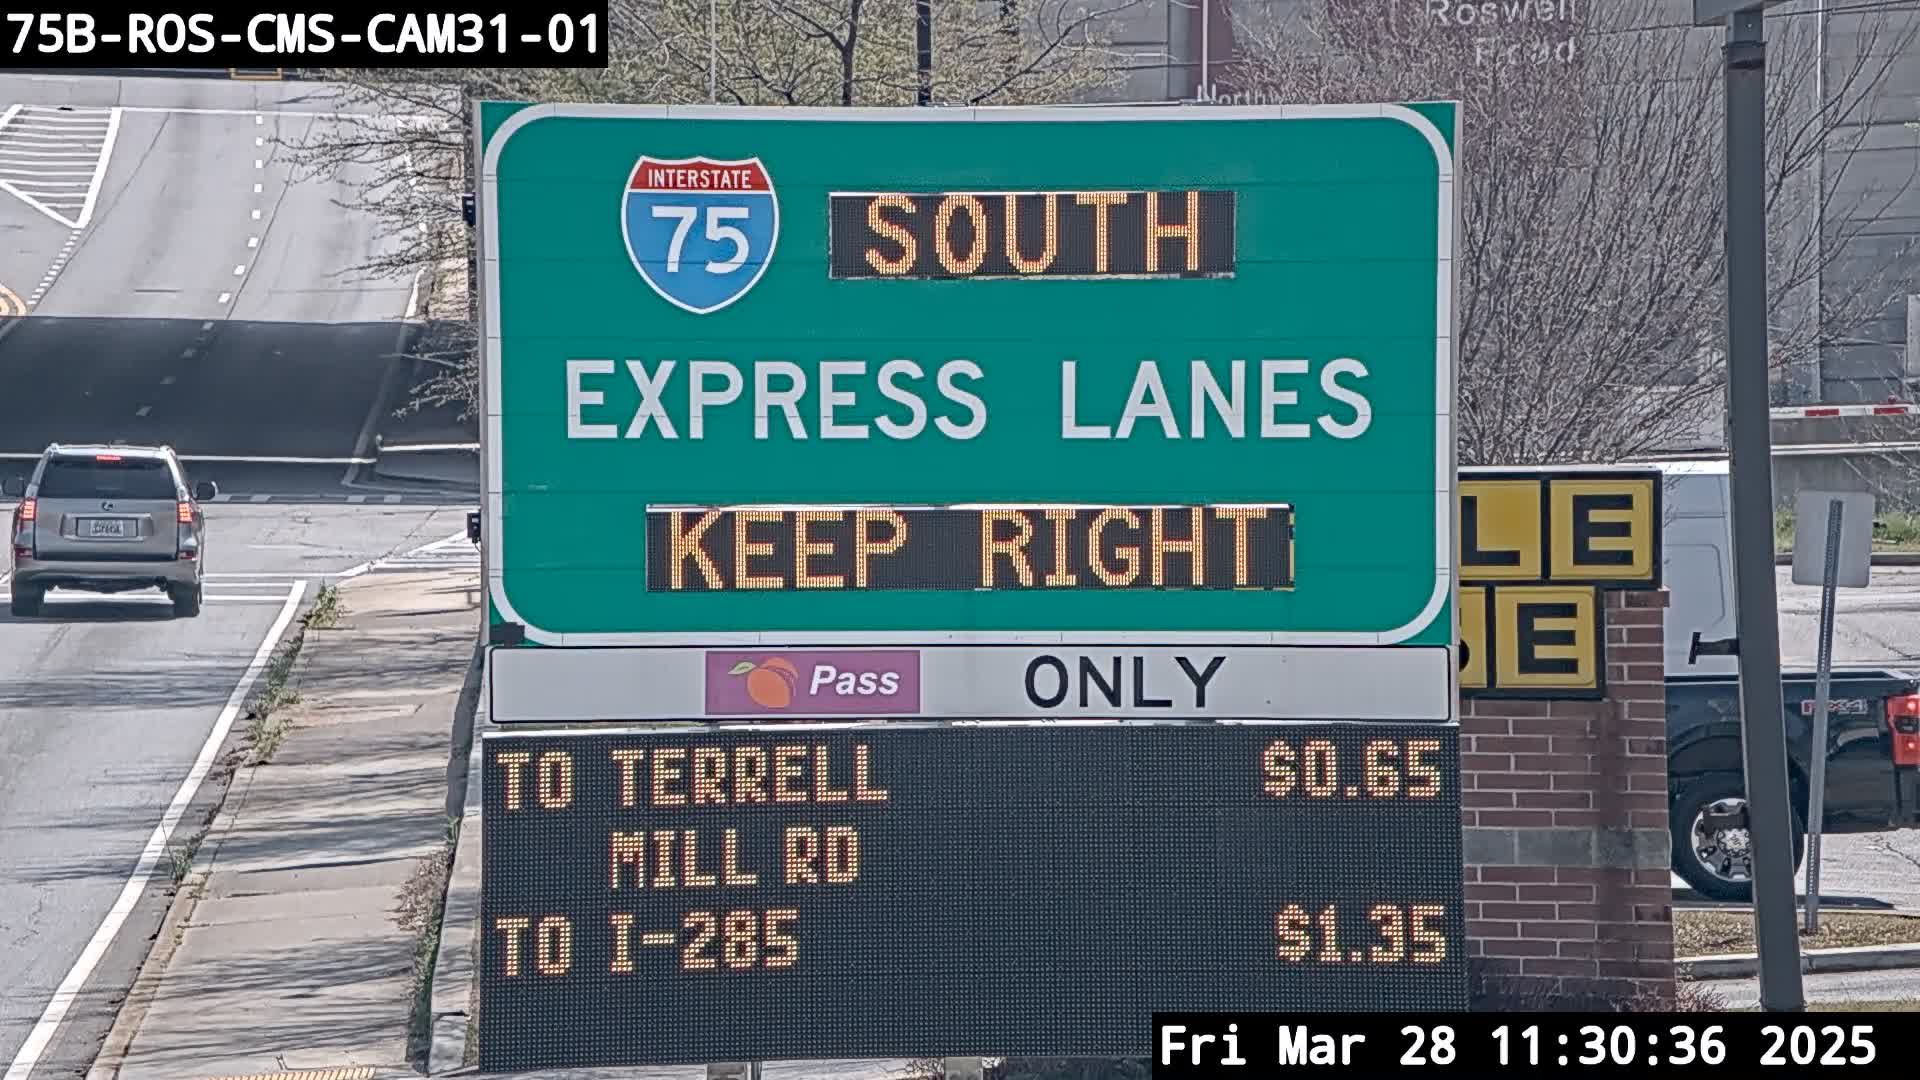 75B-ROS-CMS-CAM31-01
Roswell
Road
INTERSTATE
75
SOUTH
EXPRESS LANES
KEEP RIGHT
Pass ONLY
LE
E
TO TERRELL $0.65
MILL RD
TO I-285 $1.35
Fri Mar 28 11:30:36 2025